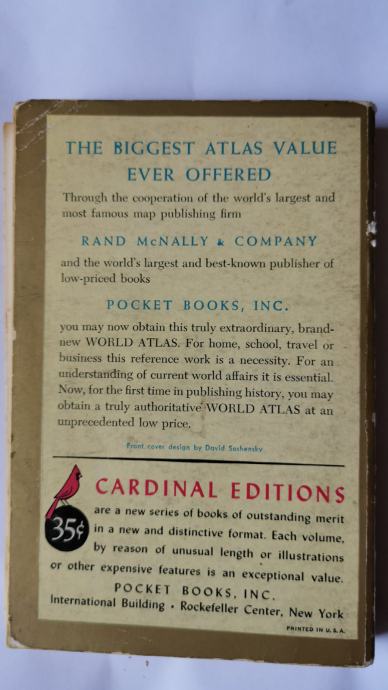 THE BIGGEST ATLAS VALUE
EVER OFFERED
Through the cooperation of the world's largest and
most famous map publishing firm
RAND McNALLY & COMPANY
and the world's largest and best-known publisher of
low-priced books
POCKET BOOKS, INC.
you may now obtain this truly extraordinary, brand-
new WORLD ATLAS. For home, school, travel or
business this reference work is a necessity. For an
understanding of current world affairs it is essential.
Now, for the first time in publishing history, you may
obtain a truly authoritative WORLD ATLAS at an
unprecedented low price.
Front cover design by David Soshensky
CARDINAL EDITIONS
35¢
are a new series of books of outstanding merit
in a new and distinctive format. Each volume,
by reason of unusual length or illustrations
or other expensive features is an exceptional value.
POCKET BOOKS, INC.
International Building • Rockefeller Center, New York
PRINTED IN U.S.A.